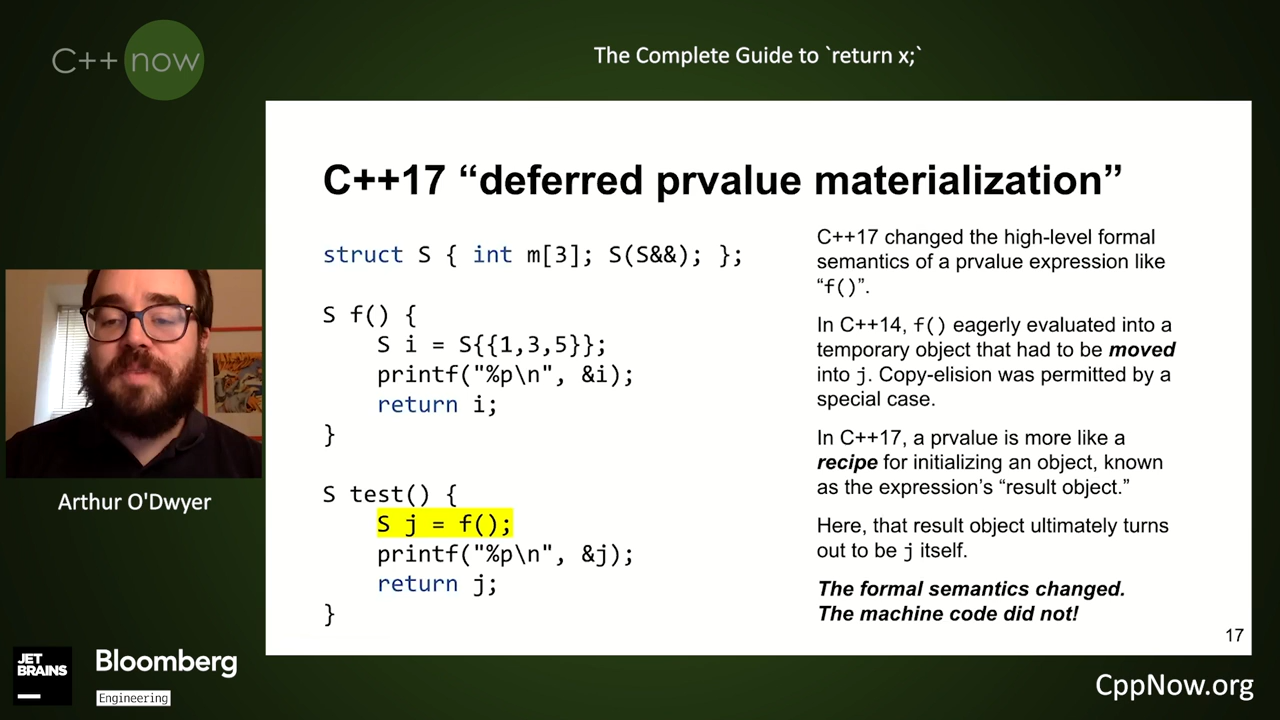 C++ now
The Complete Guide to `return x;`
C++17 “deferred prvalue materialization”
struct S { int m[3]; S(S&&); };
S f() {
    S i = S{{1,3,5}};
    printf("%p\n", &i);
    return i;
}
S test() {
    S j = f();
    printf("%p\n", &j);
    return j;
}
C++17 changed the high-level formal
semantics of a prvalue expression like
“f()”.
In C++14, f() eagerly evaluated into a
temporary object that had to be moved
into j. Copy-elision was permitted by a
special case.
In C++17, a prvalue is more like a
recipe for initializing an object, known
as the expression’s “result object.”
Here, that result object ultimately turns
out to be j itself.
The formal semantics changed.
The machine code did not!
17
Arthur O'Dwyer
JET
BRAINS
Bloomberg
Engineering
CppNow.org